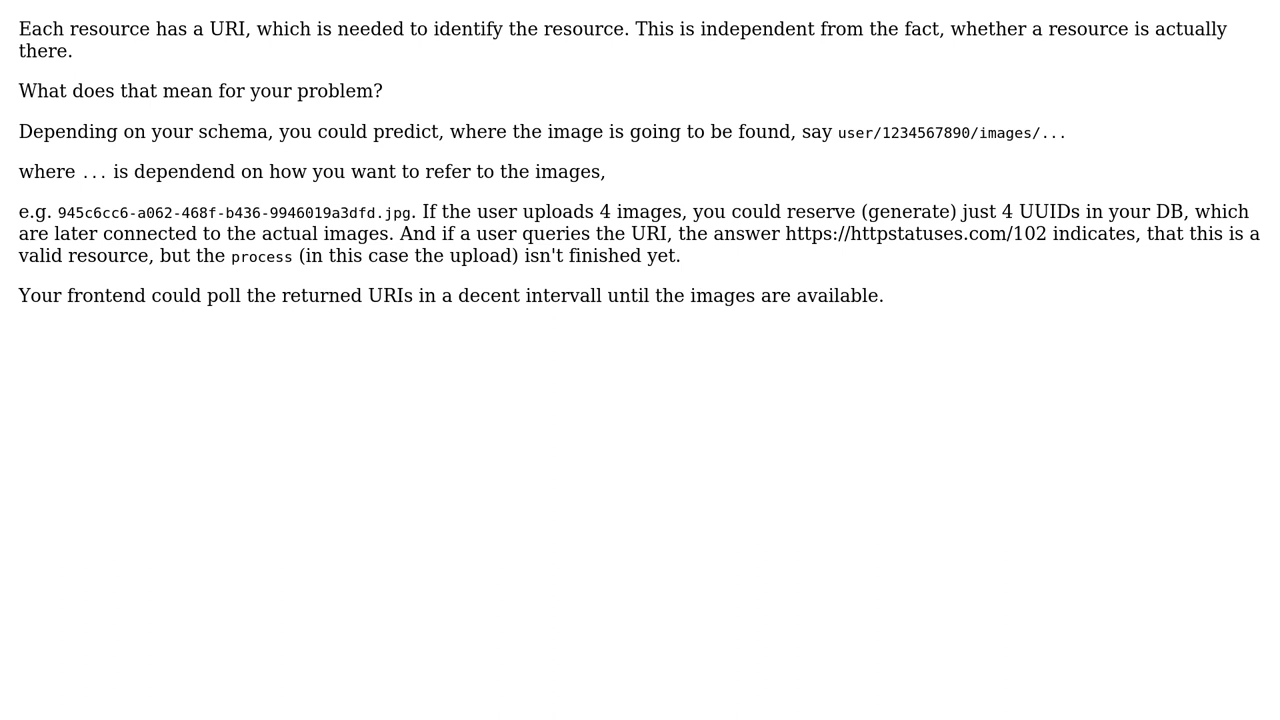 Each resource has a URI, which is needed to identify the resource. This is independent from the fact, whether a resource is actually
there.
What does that mean for your problem?
Depending on your schema, you could predict, where the image is going to be found, say user/1234567890/images/...
where ... is dependend on how you want to refer to the images,
e.g. 945c6cc6-a062-468f-b436-9946019a3dfd.jpg. If the user uploads 4 images, you could reserve (generate) just 4 UUIDs in your DB, which
are later connected to the actual images. And if a user queries the URI, the answer https://httpstatuses.com/102 indicates, that this is a
valid resource, but the process (in this case the upload) isn't finished yet.
Your frontend could poll the returned URIs in a decent intervall until the images are available.